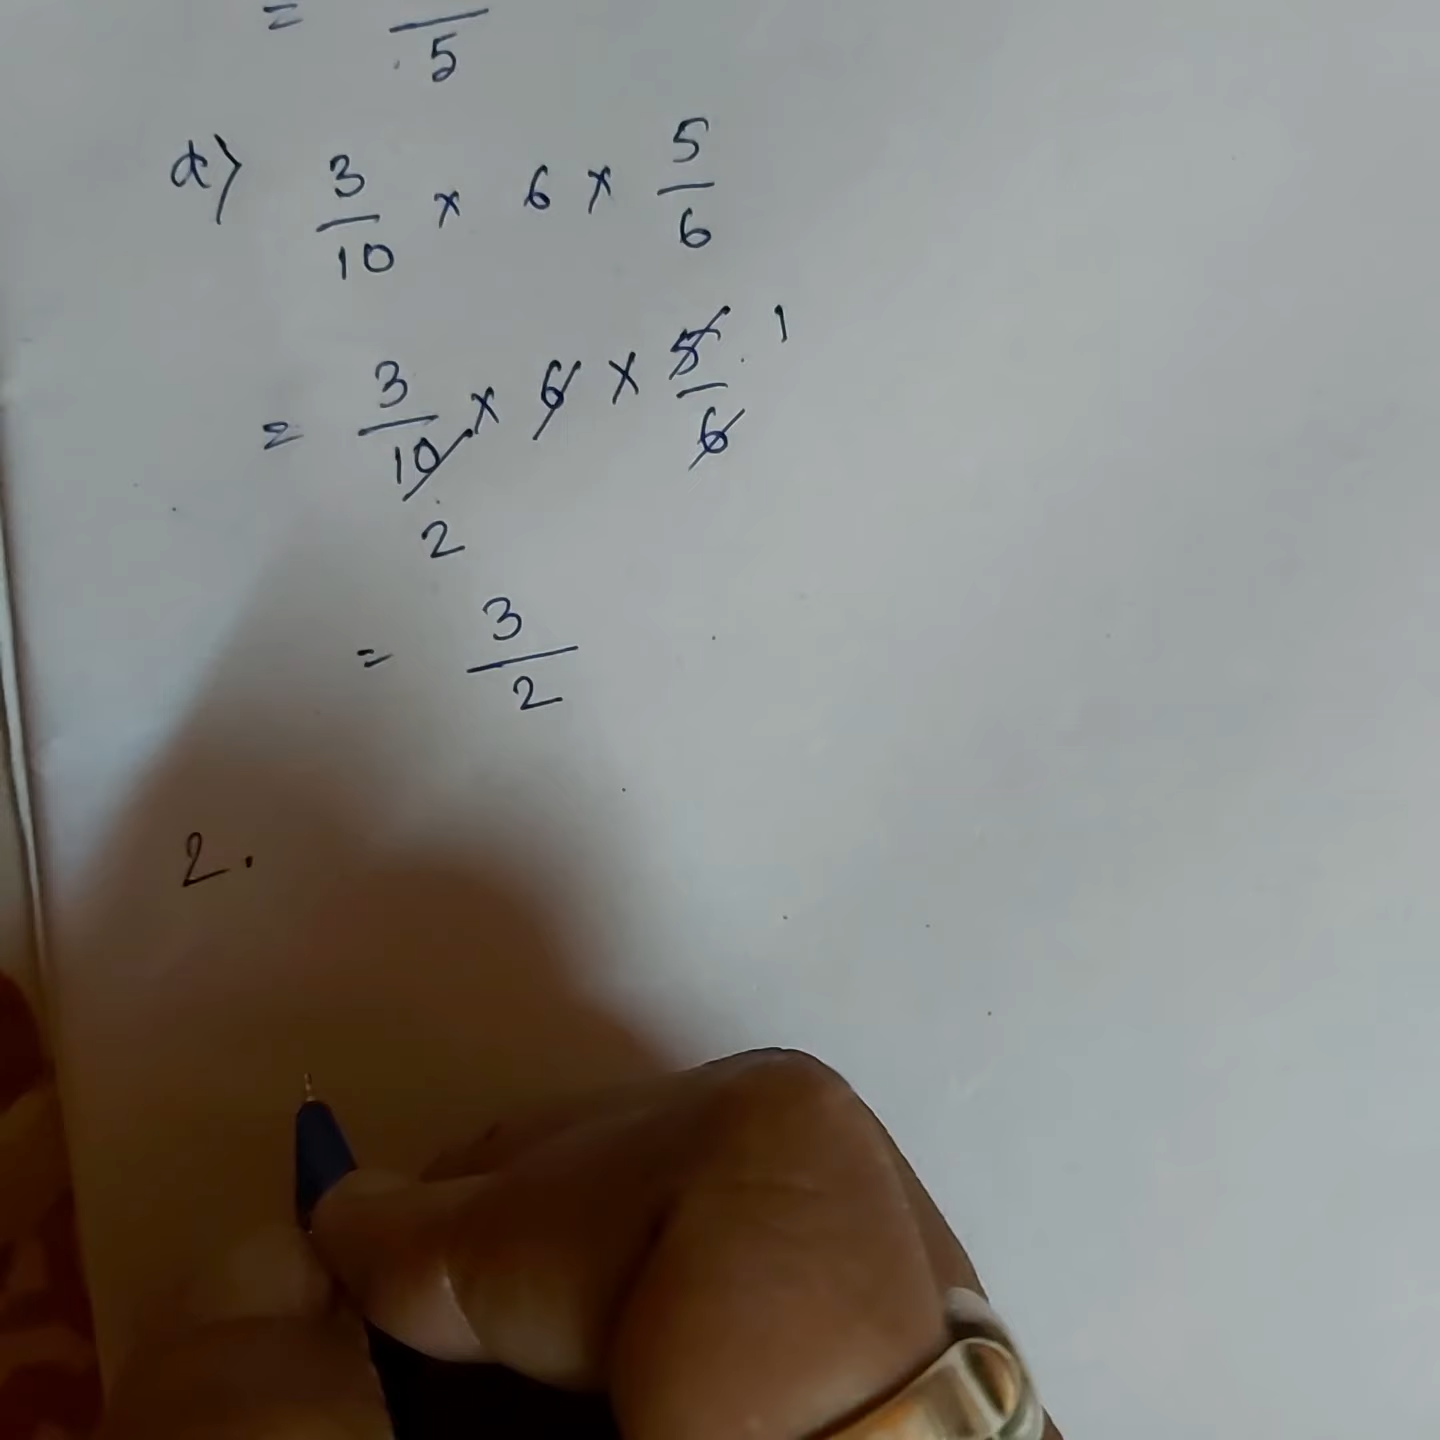 = /5
d) 3/10 × 6 × 5/6
= 3/10 × 6 × 5/6 1
2
= 3/2
2.